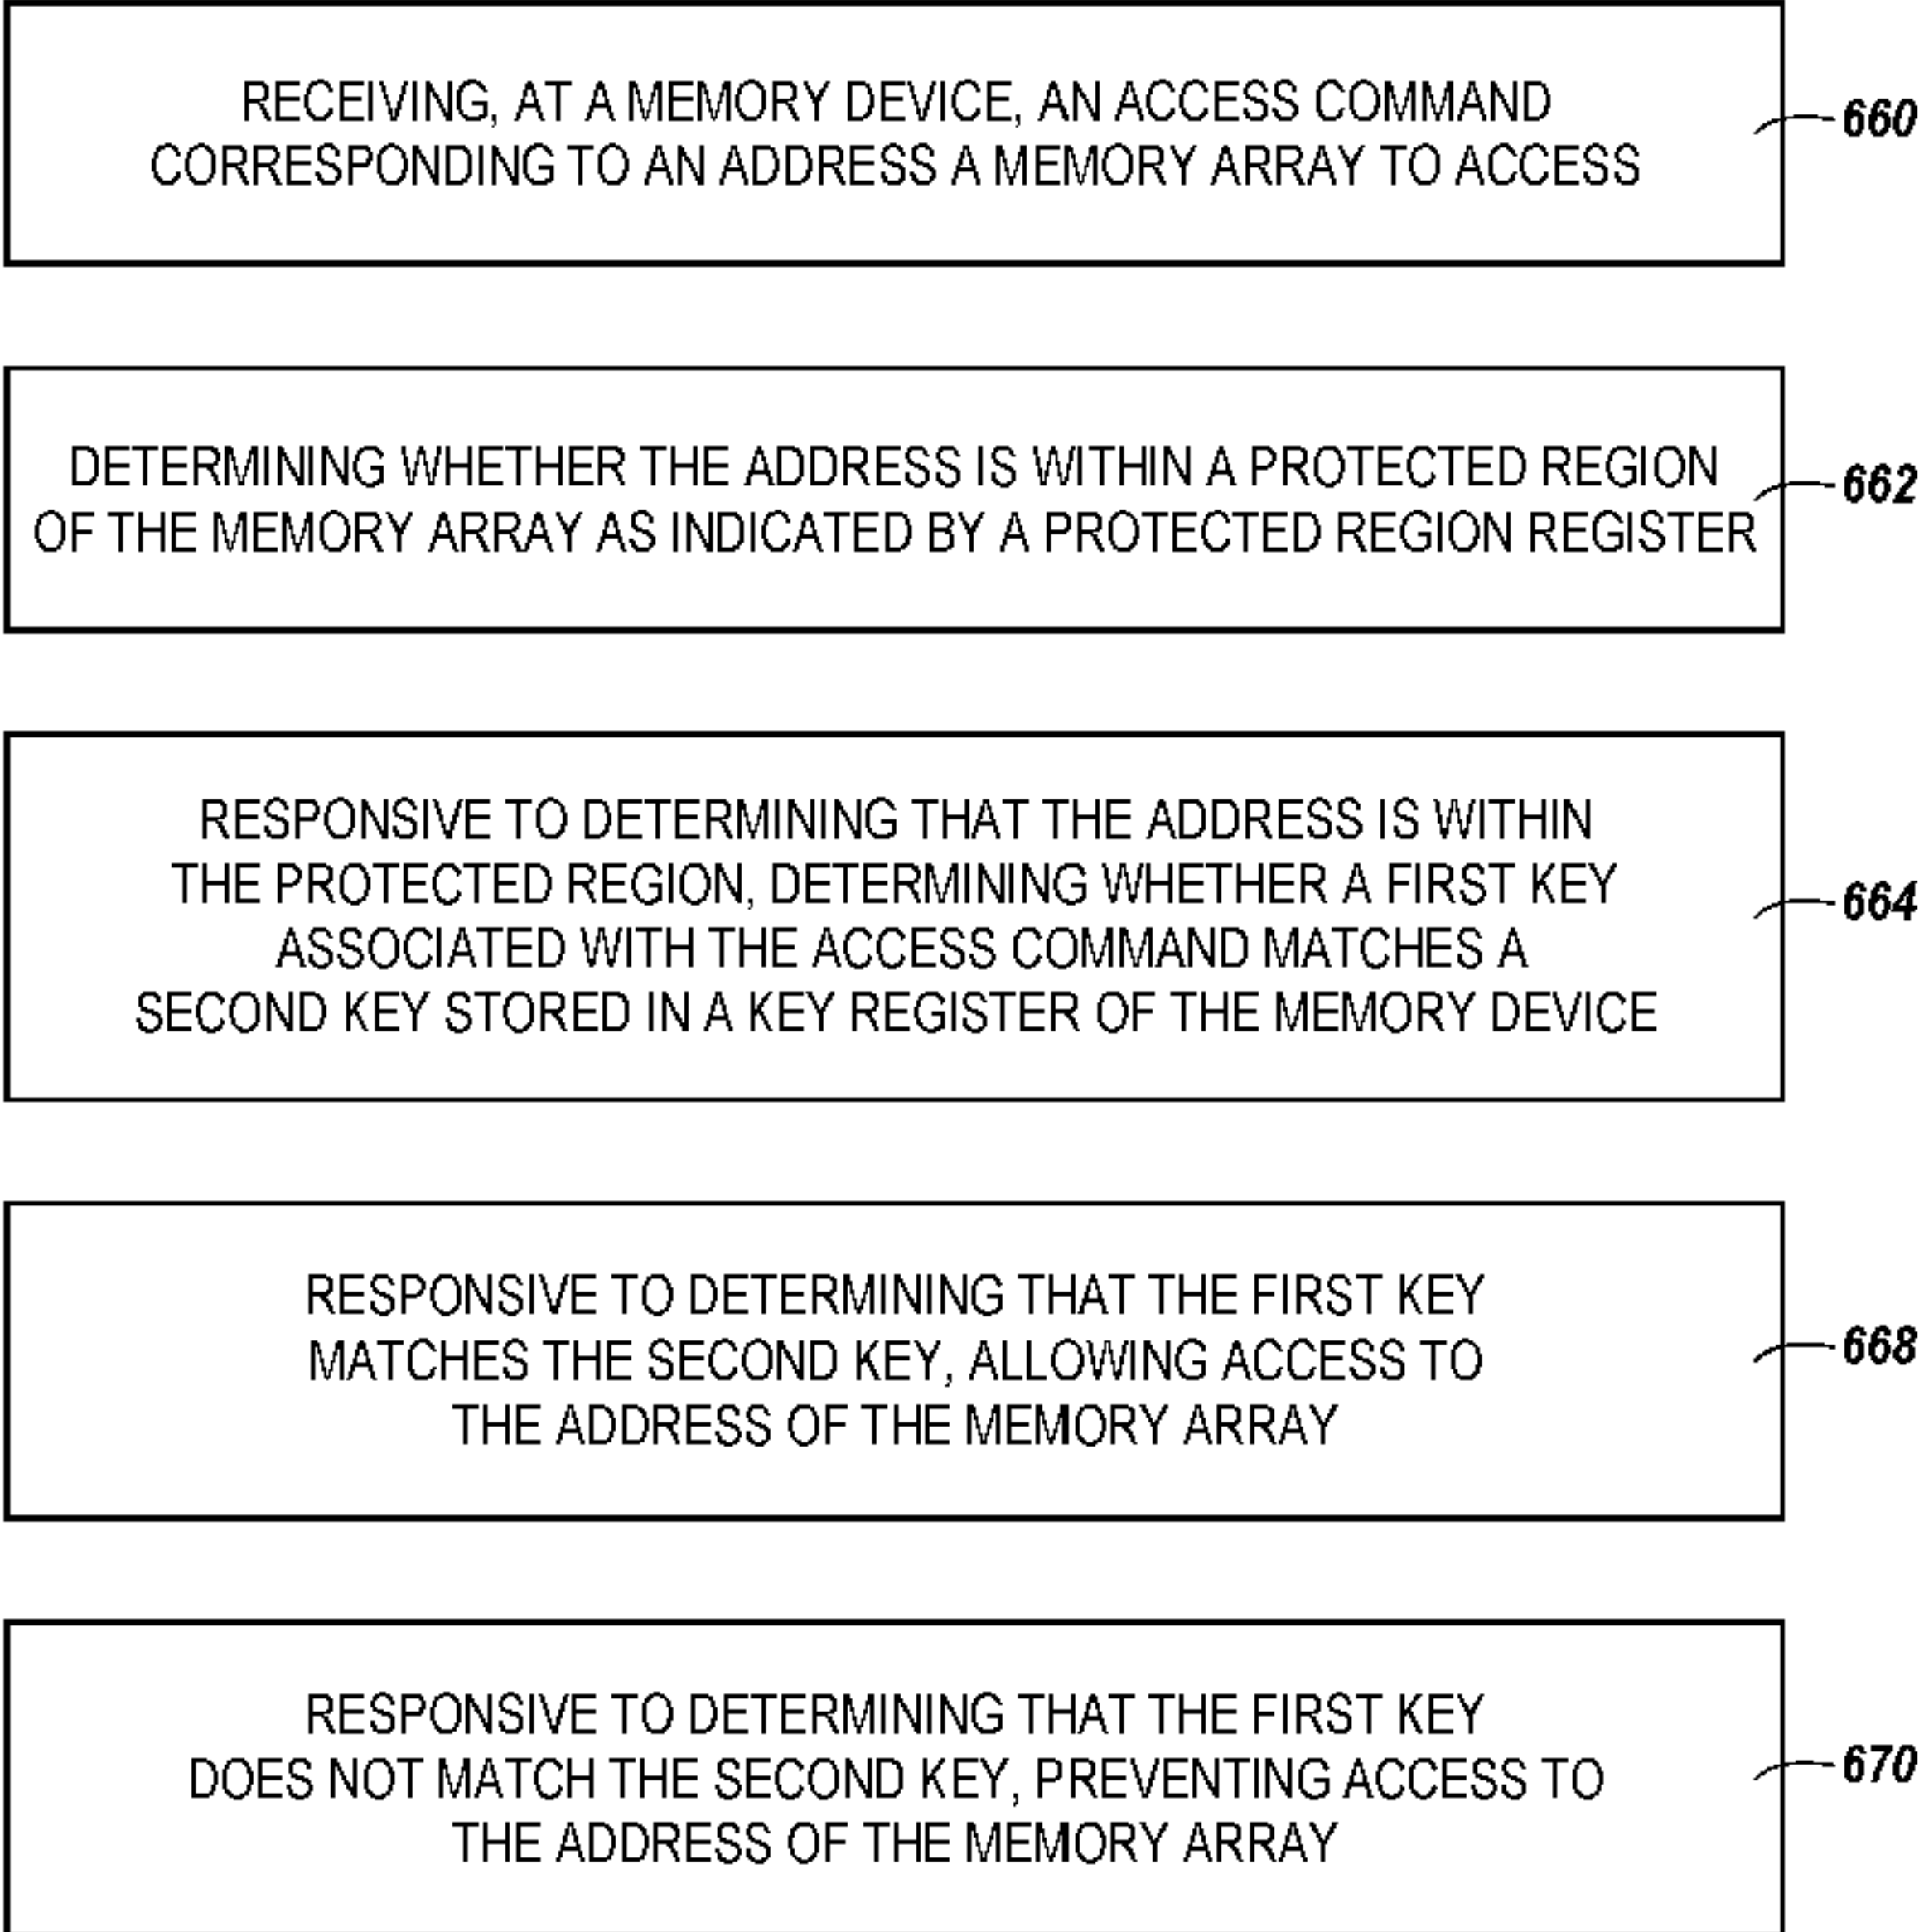 RECEIVING, AT A MEMORY DEVICE, AN ACCESS COMMAND
CORRESPONDING TO AN ADDRESS A MEMORY ARRAY TO ACCESS
660
DETERMINING WHETHER THE ADDRESS IS WITHIN A PROTECTED REGION
OF THE MEMORY ARRAY AS INDICATED BY A PROTECTED REGION REGISTER
662
RESPONSIVE TO DETERMINING THAT THE ADDRESS IS WITHIN
THE PROTECTED REGION, DETERMINING WHETHER A FIRST KEY
ASSOCIATED WITH THE ACCESS COMMAND MATCHES A
SECOND KEY STORED IN A KEY REGISTER OF THE MEMORY DEVICE
664
RESPONSIVE TO DETERMINING THAT THE FIRST KEY
MATCHES THE SECOND KEY, ALLOWING ACCESS TO
THE ADDRESS OF THE MEMORY ARRAY
668
RESPONSIVE TO DETERMINING THAT THE FIRST KEY
DOES NOT MATCH THE SECOND KEY, PREVENTING ACCESS TO
THE ADDRESS OF THE MEMORY ARRAY
670